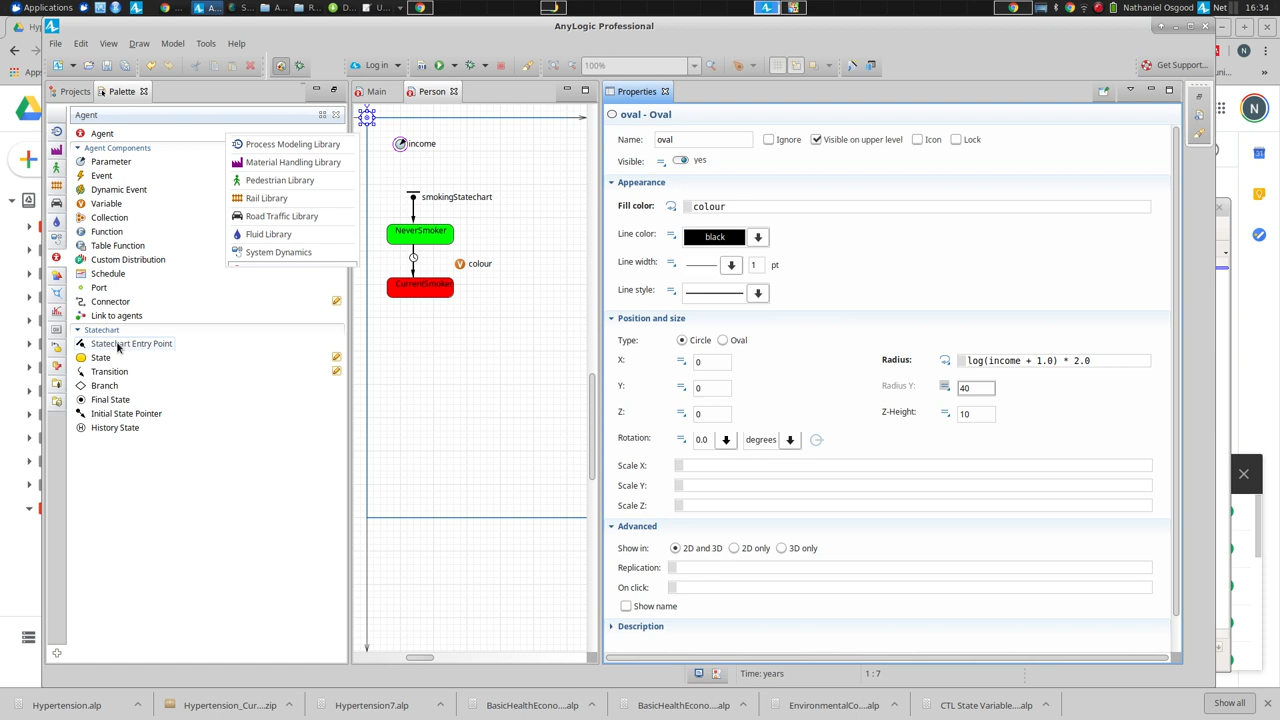 Nathaniel Osgood
Net
16:34
AnyLogic Professional
File Edit View Draw Model Tools Help
Log in
100%
Get Support...
Projects
Palette
Main
Person
Properties
Agent
oval - Oval
Agent
Name: oval
Ignore
Visible on upper level
Icon
Lock
Agent Components
Process Modeling Library
income
Visible: yes
Parameter
Material Handling Library
Event
Pedestrian Library
Appearance
Dynamic Event
Rail Library
smokingStatechart
Fill color: colour
Variable
Road Traffic Library
Collection
Fluid Library
NeverSmoker
Line color: black
Function
System Dynamics
Table Function
Custom Distribution
colour
Line width: 1 pt
Schedule
CurrentSmoker
Line style:
Port
Connector
Link to agents
Position and size
Statechart
Type: Circle Oval
Statechart Entry Point
X: 0
Radius: log(income + 1.0) * 2.0
State
Transition
Y: 0
Radius Y: 40
Branch
Final State
Z: 0
Z-Height: 10
Initial State Pointer
History State
Rotation: 0.0 degrees
Scale X:
Scale Y:
Scale Z:
Advanced
Show in: 2D and 3D 2D only 3D only
Replication:
On click:
Show name
Description
Time: years
1 : 7
Hypertension.alp
Hypertension_Cur....zip
Hypertension7.alp
BasicHealthEcono....alp
BasicHealthEcono....alp
EnvironmentalCo....alp
CTL State Variable....alp
Show all